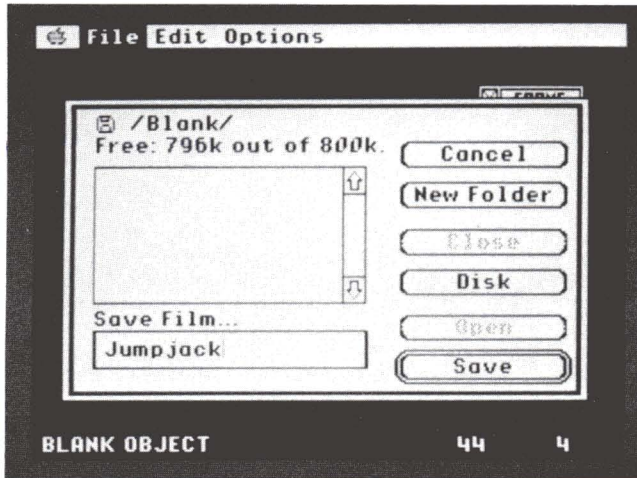 File Edit Options
/Blank/
Free: 796k out of 800k.
Cancel
New Folder
Close
Disk
Save Film...
Open
Jumpjack
Save
BLANK OBJECT 44 4